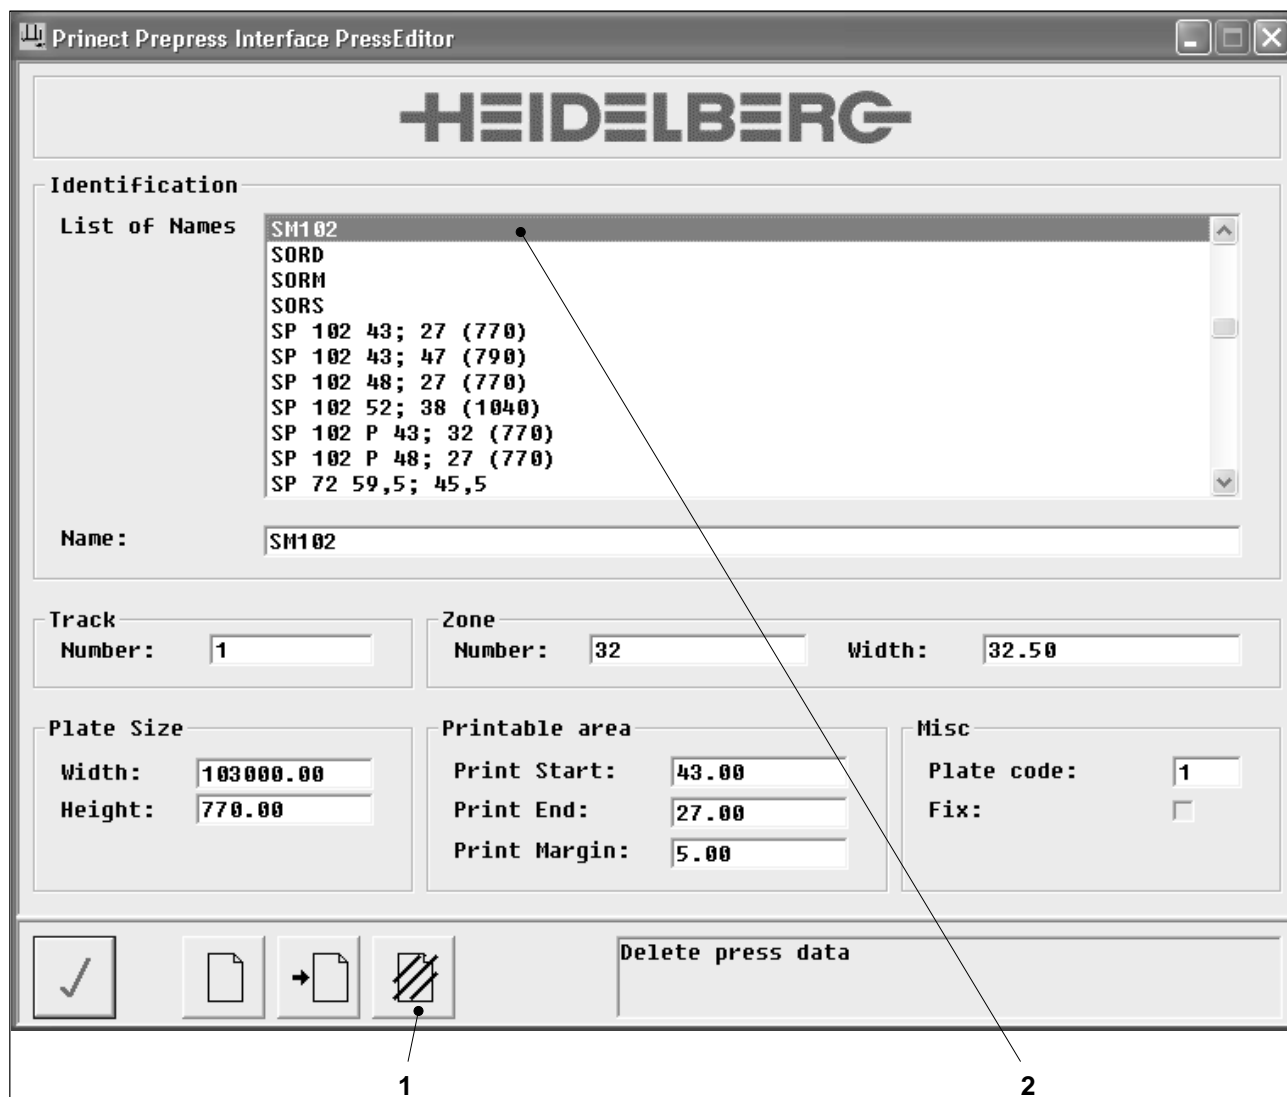 Prinect Prepress Interface PressEditor
HEIDELBERG
Identification
List of Names
SM102
SORD
SORM
SORS
SP 102 43; 27 (770)
SP 102 43; 47 (790)
SP 102 48; 27 (770)
SP 102 52; 38 (1040)
SP 102 P 43; 32 (770)
SP 102 P 48; 27 (770)
SP 72 59,5; 45,5
Name: SM102
Track
Number: 1
Zone
Number: 32 Width: 32.50
Plate Size
Width: 103000.00
Height: 770.00
Printable area
Print Start: 43.00
Print End: 27.00
Print Margin: 5.00
Misc
Plate code: 1
Fix:
Delete press data
1 2